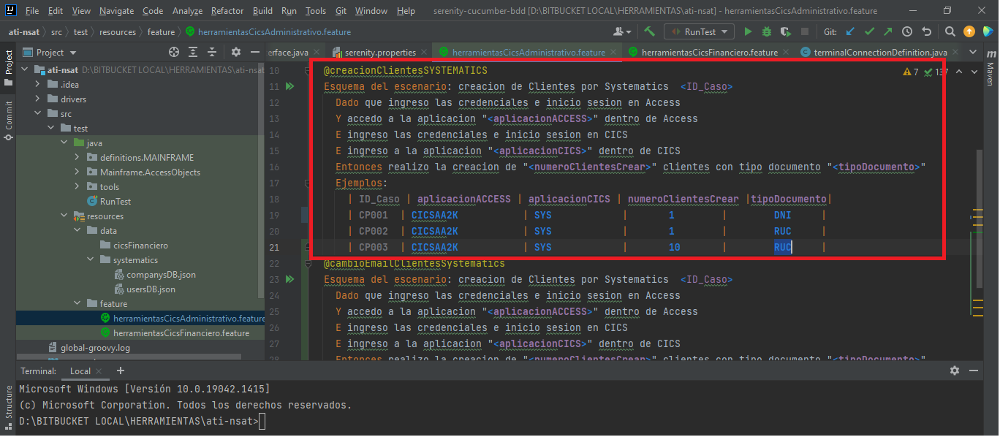 File Edit View Navigate Code Analyze Refactor Build Run Tools Git Window Help serenity-cucumber-bdd [D:\BITBUCKET LOCAL\HERRAMIENTAS\ati-nsat] - herramientasCicsAdministrativo.feature
ati-nsat src test resources feature herramientasCicsAdministrativo.feature RunTest Git:
Project
Commit
Structure
Maven
Project
ati-nsat D:\BITBUCKET LOCAL\HERRAMIENTAS\ati-nsat
.idea
drivers
src
test
java
definitions.MAINFRAME
Mainframe.AccessObjects
tools
RunTest
resources
data
cicsFinanciero
systematics
companysDB.json
usersDB.json
feature
herramientasCicsAdministrativo.feature
herramientasCicsFinanciero.feature
global-groovy.log
erface.java serenity.properties herramientasCicsAdministrativo.feature herramientasCicsFinanciero.feature terminalConnectionDefinition.java
7 137
10 @creacionClientesSYSTEMATICS
11 Esquema del escenario: creacion de Clientes por Systematics <ID_Caso>
12 Dado que ingreso las credenciales e inicio sesion en Access
13 Y accedo a la aplicacion "<aplicacionACCESS>" dentro de Access
14 E ingreso las credenciales e inicio sesion en CICS
15 E ingreso a la aplicacion "<aplicacionCICS>" dentro de CICS
16 Entonces realizo la creacion de "<numeroClientesCrear>" clientes con tipo documento "<tipoDocumento>"
17 Ejemplos:
18 | ID_Caso | aplicacionACCESS | aplicacionCICS | numeroClientesCrear |tipoDocumento|
19 | CP001 | CICSAA2K | SYS | 1 | DNI |
20 | CP002 | CICSAA2K | SYS | 1 | RUC |
21 | CP003 | CICSAA2K | SYS | 10 | RUC |
22 @cambioEmailClientesSystematics
23 Esquema del escenario: creacion de Clientes por Systematics <ID_Caso>
24 Dado que ingreso las credenciales e inicio sesion en Access
25 Y accedo a la aplicacion "<aplicacionACCESS>" dentro de Access
26 E ingreso las credenciales e inicio sesion en CICS
27 E ingreso a la aplicacion "<aplicacionCICS>" dentro de CICS
28 Entonces realizo la creacion de "<numeroClientesCrear>" clientes con tipo documento "<tipoDocumento>"
Terminal: Local
Microsoft Windows [Versión 10.0.19042.1415]
(c) Microsoft Corporation. Todos los derechos reservados.
D:\BITBUCKET LOCAL\HERRAMIENTAS\ati-nsat>